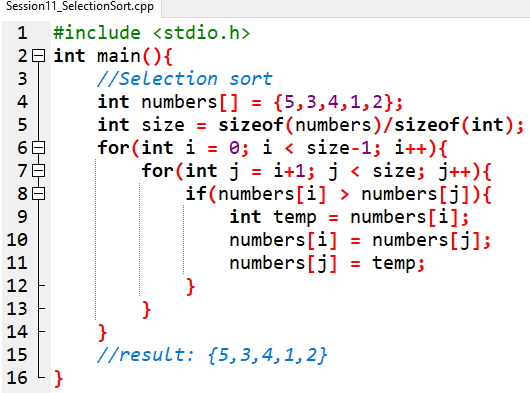 Session11_SelectionSort.cpp
1 #include <stdio.h>
2 int main(){
3 //Selection sort
4 int numbers[] = {5,3,4,1,2};
5 int size = sizeof(numbers)/sizeof(int);
6 for(int i = 0; i < size-1; i++){
7 for(int j = i+1; j < size; j++){
8 if(numbers[i] > numbers[j]){
9 int temp = numbers[i];
10 numbers[i] = numbers[j];
11 numbers[j] = temp;
12 }
13 }
14 }
15 //result: {5,3,4,1,2}
16 }